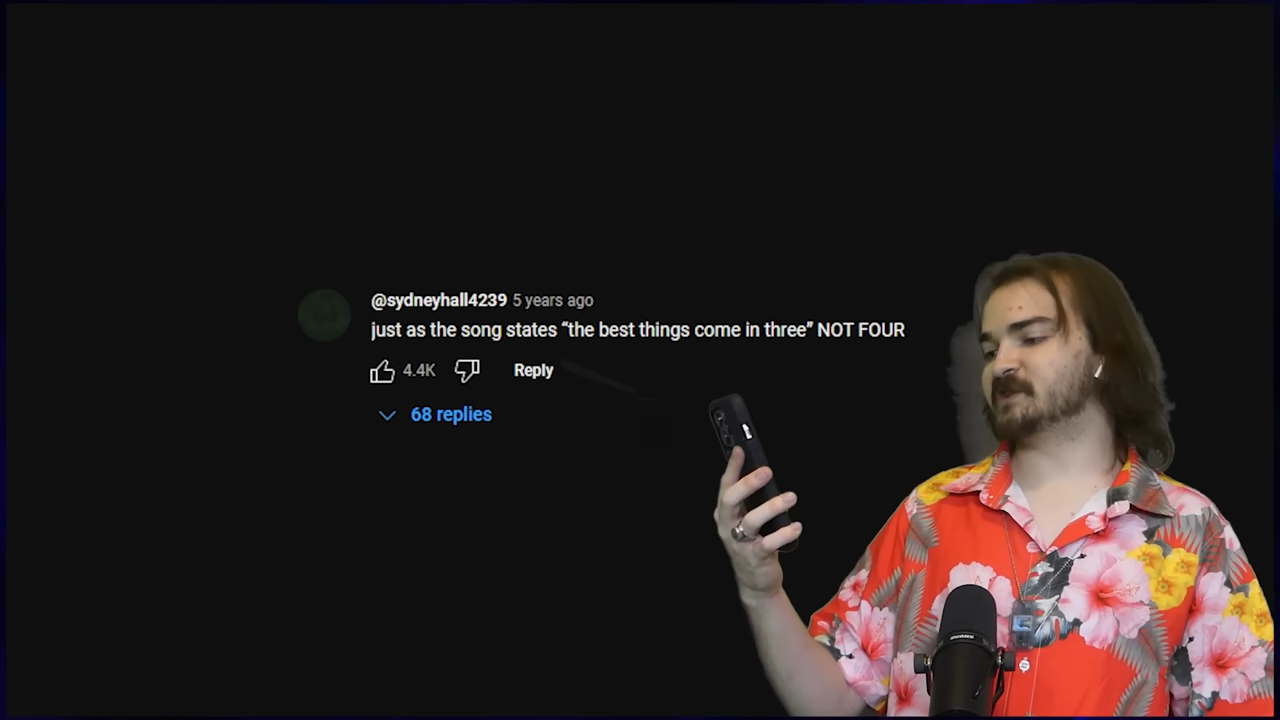 @sydneyhall4239 5 years ago
just as the song states “the best things come in three” NOT FOUR
4.4K Reply
68 replies